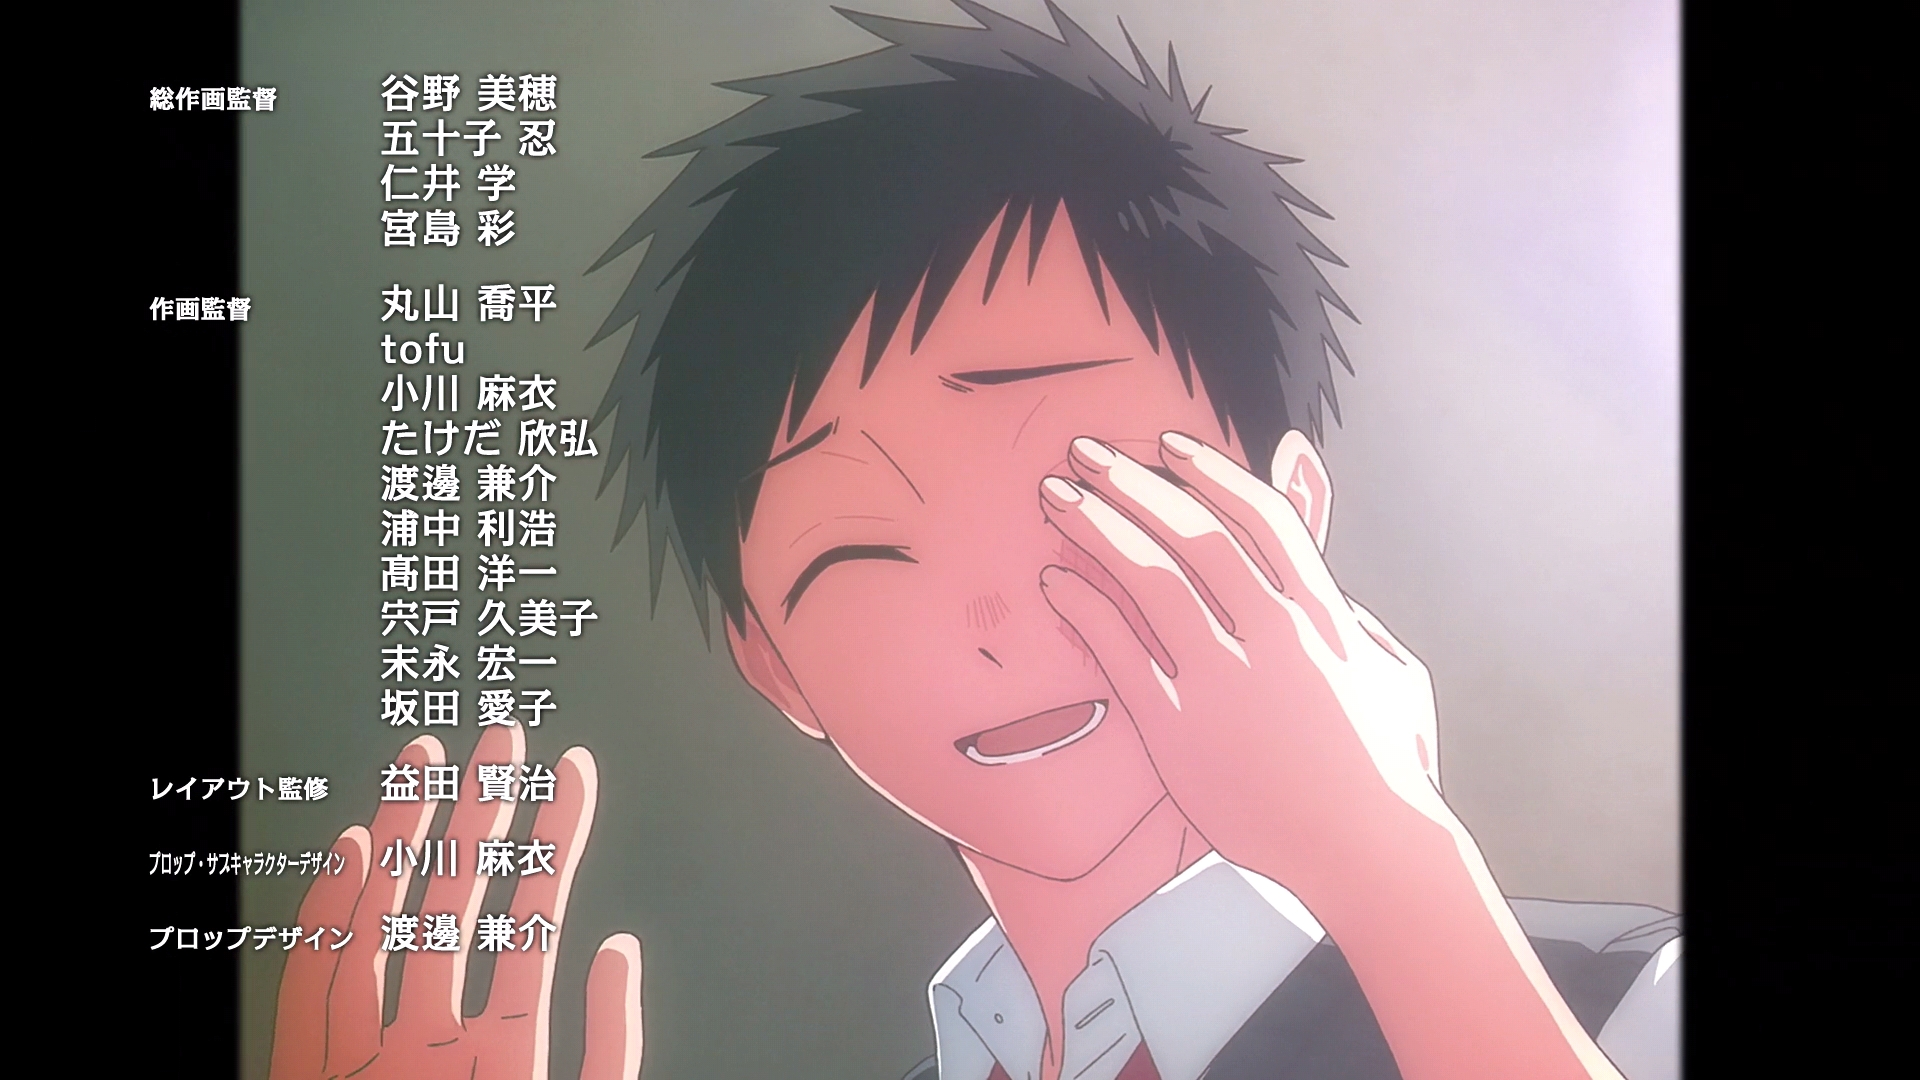 総作画監督 谷野 美穂
五十子 忍
仁井 学
宮島 彩
作画監督 丸山 喬平
tofu
小川 麻衣
たけだ 欣弘
渡邊 兼介
浦中 利浩
髙田 洋一
宍戸 久美子
末永 宏一
坂田 愛子
レイアウト監修 益田 賢治
プロップ・サブキャラクターデザイン 小川 麻衣
プロップデザイン 渡邊 兼介